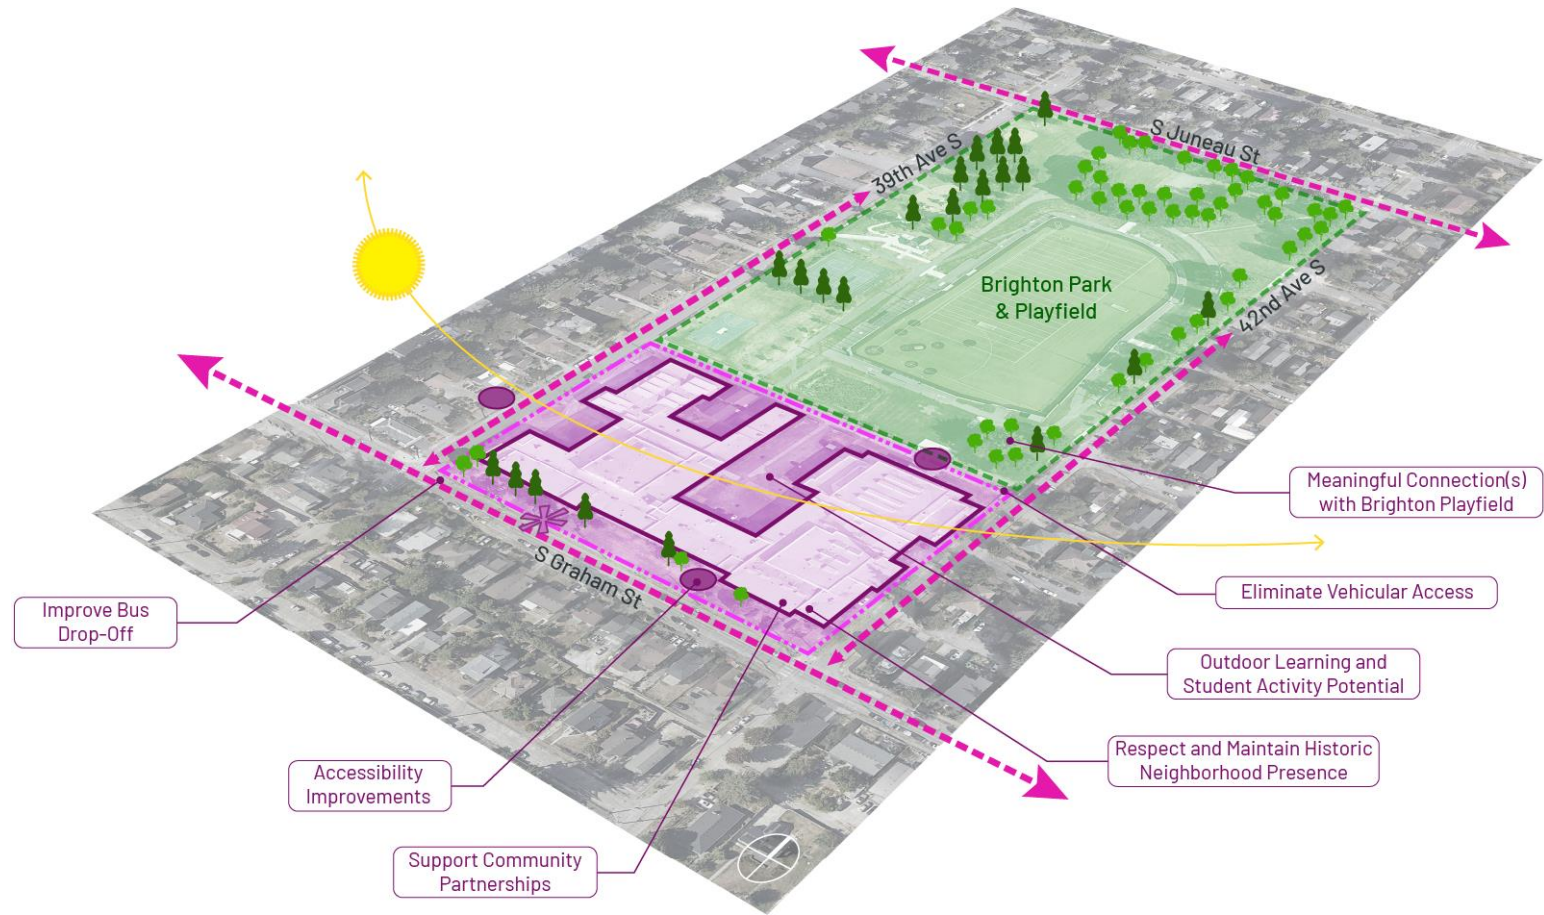 S Juneau St
39th Ave S
42nd Ave S
Brighton Park
& Playfield
Meaningful Connection(s)
with Brighton Playfield
S Graham St
Eliminate Vehicular Access
Improve Bus
Drop-Off
Outdoor Learning and
Student Activity Potential
Respect and Maintain Historic
Neighborhood Presence
Accessibility
Improvements
Support Community
Partnerships